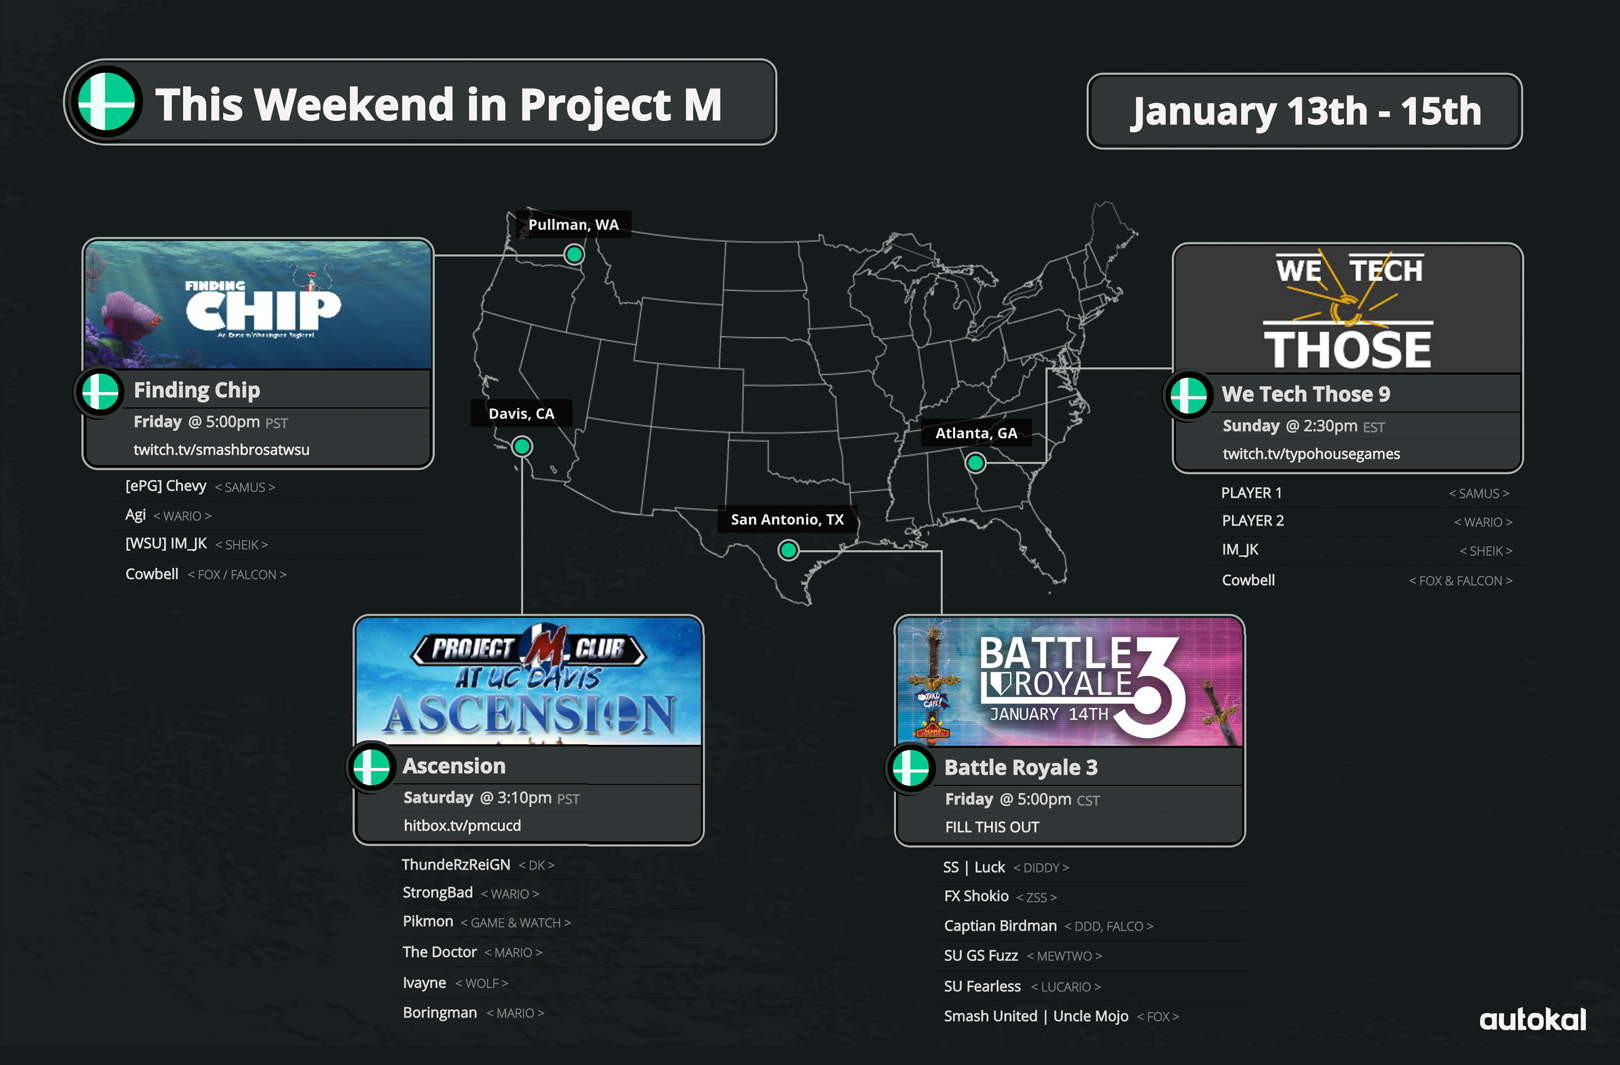 This Weekend in Project M
January 13th - 15th
Pullman, WA
Davis, CA
Atlanta, GA
San Antonio, TX
FINDING
CHIP
An Eastern Washington Regional
Finding Chip
Friday @ 5:00pm PST
twitch.tv/smashbrosatwsu
[ePG] Chevy < SAMUS >
Agi < WARIO >
[WSU] IM_JK < SHEIK >
Cowbell < FOX / FALCON >
WE TECH
THOSE
We Tech Those 9
Sunday @ 2:30pm EST
twitch.tv/typohousegames
PLAYER 1 < SAMUS >
PLAYER 2 < WARIO >
IM_JK < SHEIK >
Cowbell < FOX & FALCON >
PROJECT M CLUB
AT UC DAVIS
ASCENSION
Ascension
Saturday @ 3:10pm PST
hitbox.tv/pmcucd
ThundeRzReiGN < DK >
StrongBad < WARIO >
Pikmon < GAME & WATCH >
The Doctor < MARIO >
Ivayne < WOLF >
Boringman < MARIO >
BATTLE
ROYALE
3
JANUARY 14TH
Battle Royale 3
Friday @ 5:00pm CST
FILL THIS OUT
SS | Luck < DIDDY >
FX Shokio < ZSS >
Captian Birdman < DDD, FALCO >
SU GS Fuzz < MEWTWO >
SU Fearless < LUCARIO >
Smash United | Uncle Mojo < FOX >
autokal